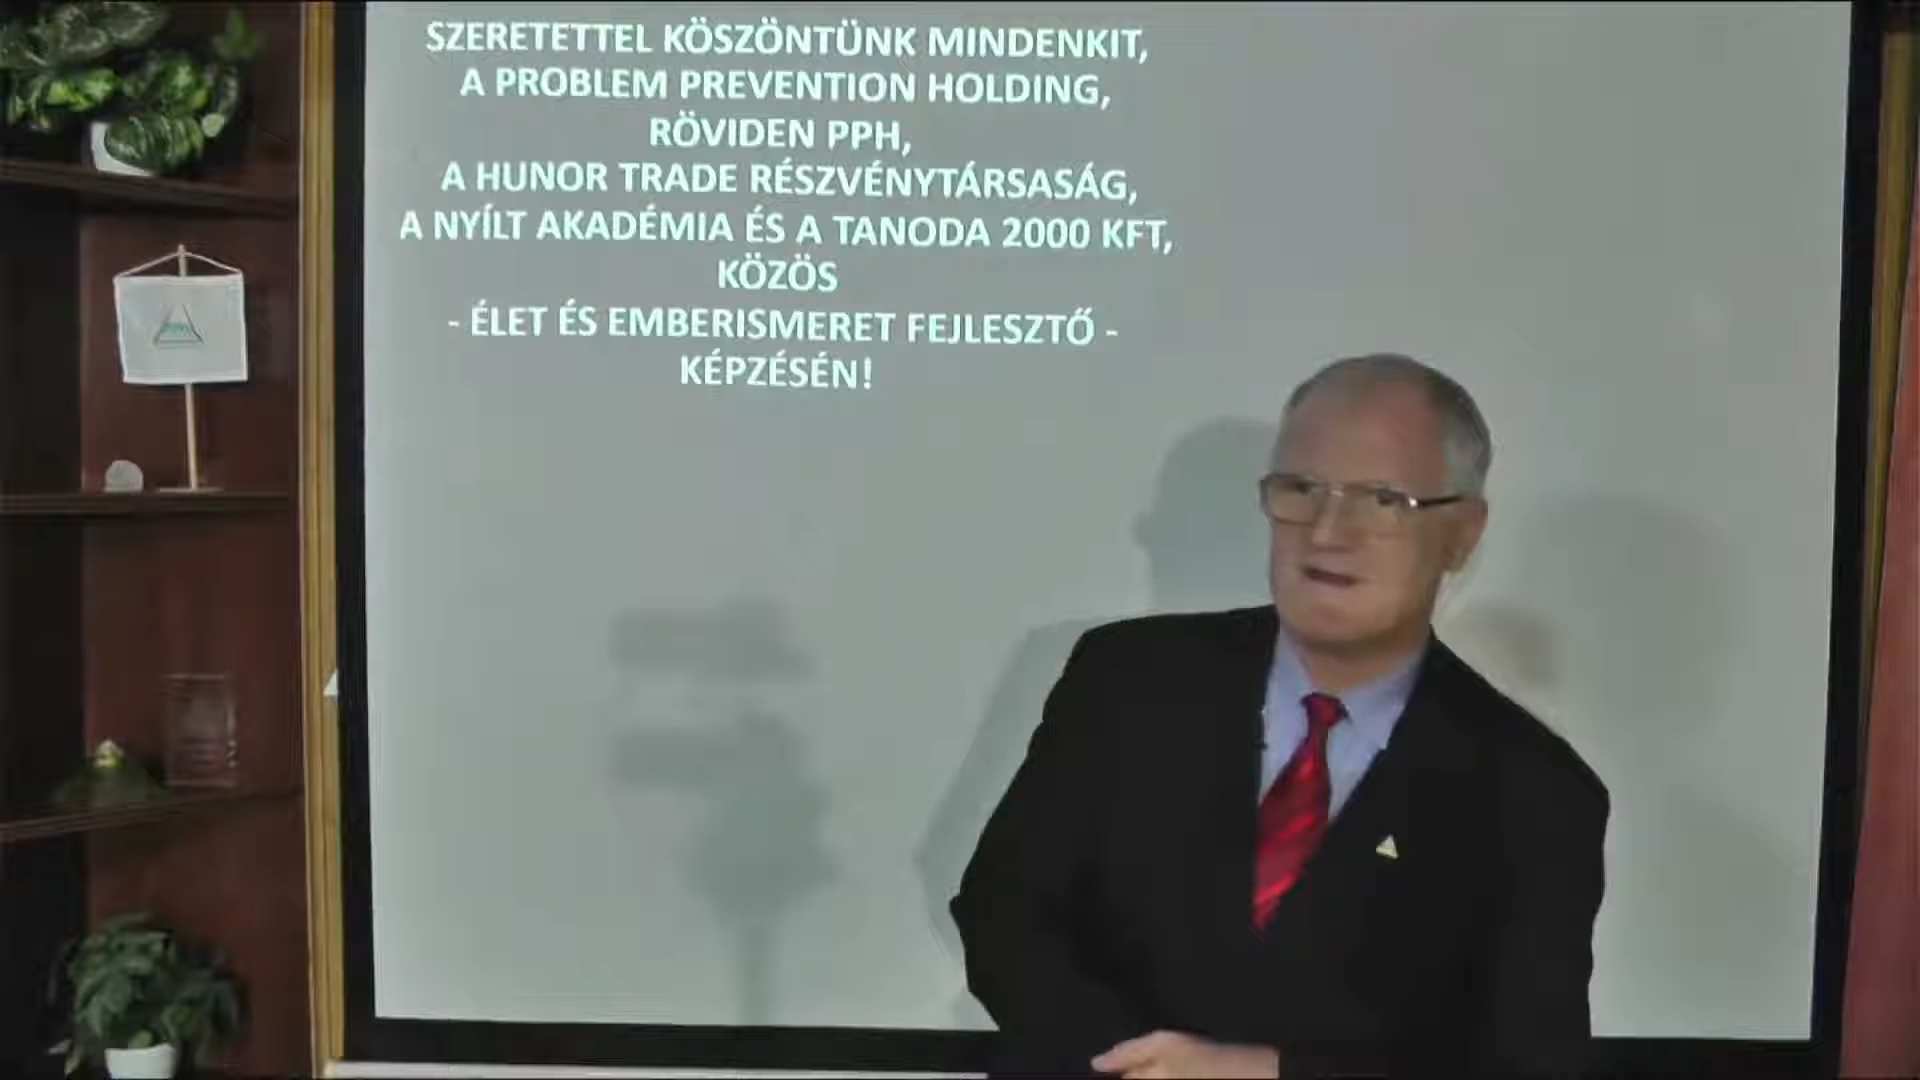 SZERETETTEL KÖSZÖNTÜNK MINDENKIT,
A PROBLEM PREVENTION HOLDING,
RÖVIDEN PPH,
A HUNOR TRADE RÉSZVÉNYTÁRSASÁG,
A NYÍLT AKADÉMIA ÉS A TANODA 2000 KFT,
KÖZÖS
- ÉLET ÉS EMBERISMERET FEJLESZTŐ -
KÉPZÉSÉN!